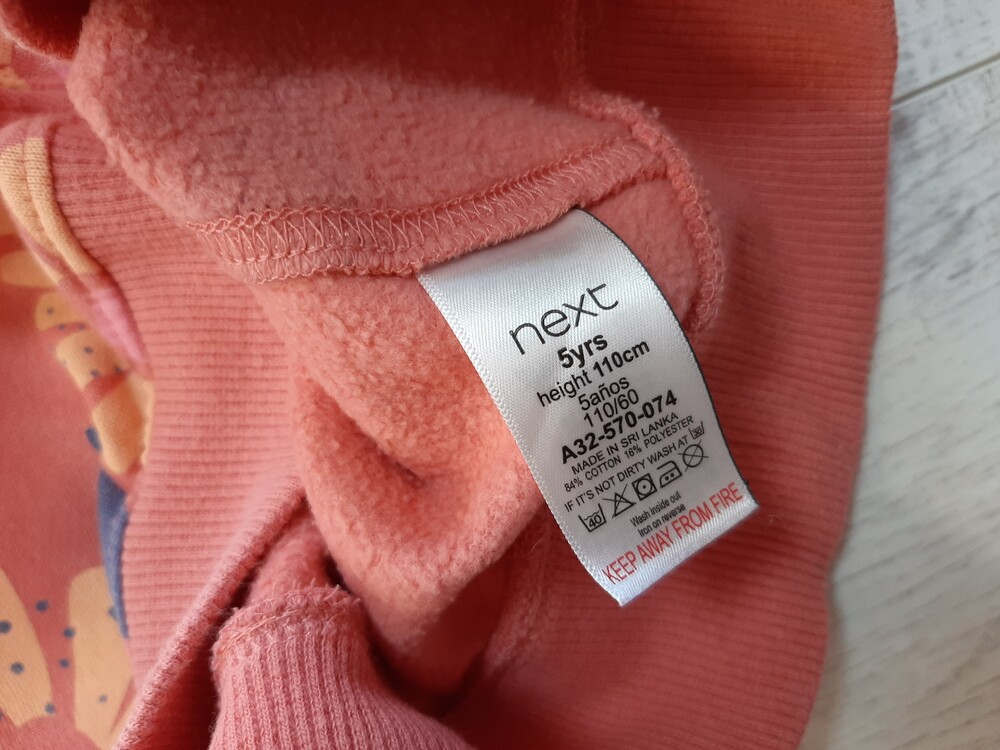 next
5yrs
height 110cm
5años
110/60
A32-570-074
MADE IN SRI LANKA
84% COTTON 16% POLYESTER
IF IT'S NOT DIRTY WASH AT 30
40
Wash inside out
Iron on reverse
KEEP AWAY FROM FIRE